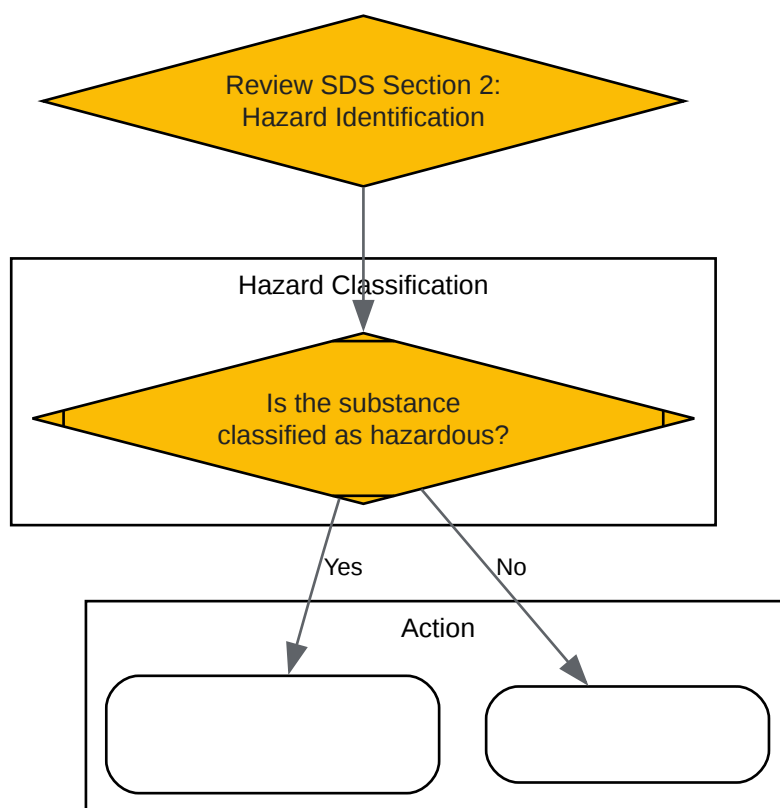 Review SDS Section 2:
Hazard Identification
Hazard Classification
Is the substance
classified as hazardous?
Yes
No
Action